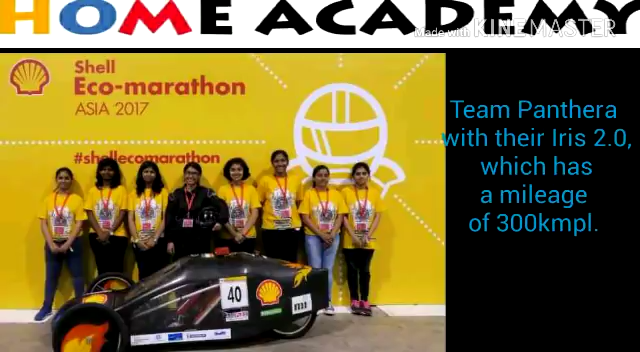 HOME ACADEMY
Made with KINEMASTER
Shell
Eco-marathon
ASIA 2017
#shellecomarathon
Team Panthera
with their Iris 2.0,
which has
a mileage
of 300kmpl.
40